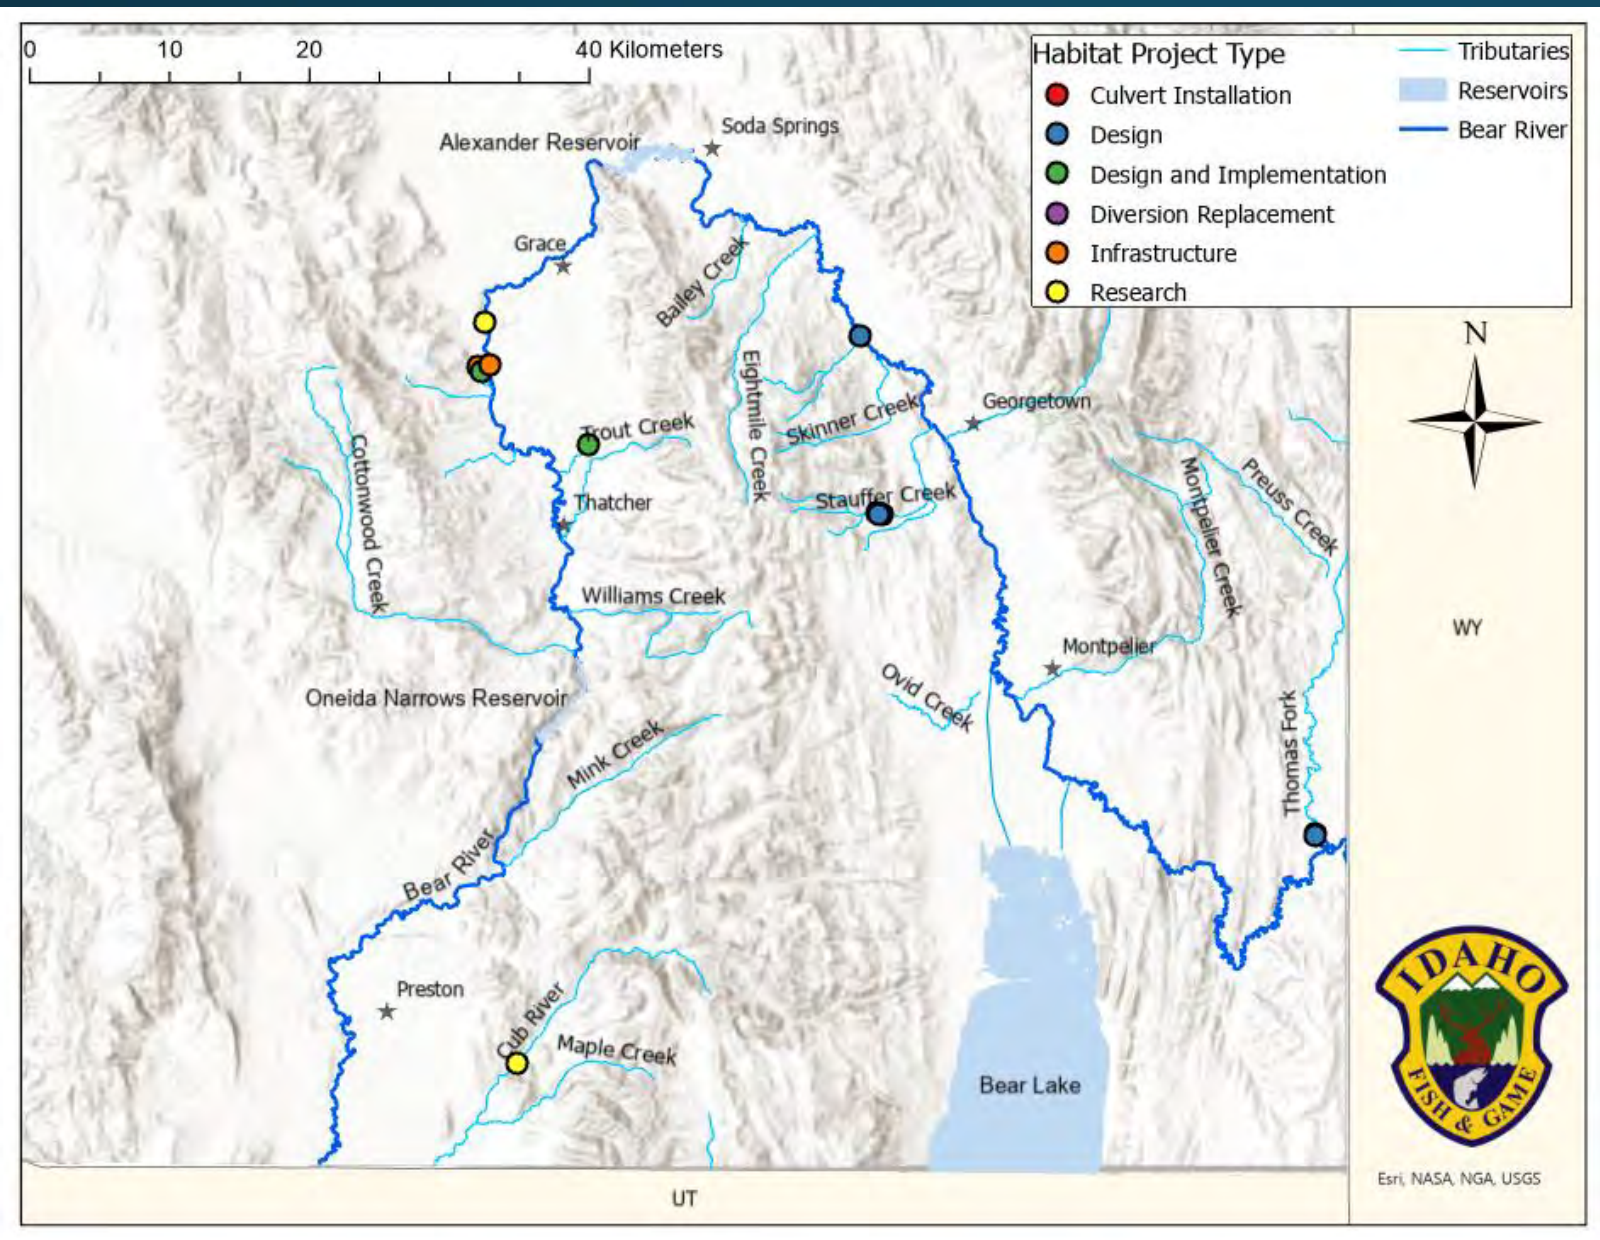 0 10 20 40 Kilometers
Habitat Project Type
Culvert Installation
Design
Design and Implementation
Diversion Replacement
Infrastructure
Research
Tributaries
Reservoirs
Bear River
Alexander Reservoir
Soda Springs
Grace
Bailey Creek
Eightmile Creek
Skinner Creek
Georgetown
N
Trout Creek
Cottonwood Creek
Thatcher
Stauffer Creek
Montpelier Creek
Preuss Creek
Williams Creek
WY
Montpelier
Ovid Creek
Oneida Narrows Reservoir
Mink Creek
Thomas Fork
Bear River
Preston
Cub River
Maple Creek
Bear Lake
IDAHO
FISH & GAME
Esri, NASA, NGA, USGS
UT